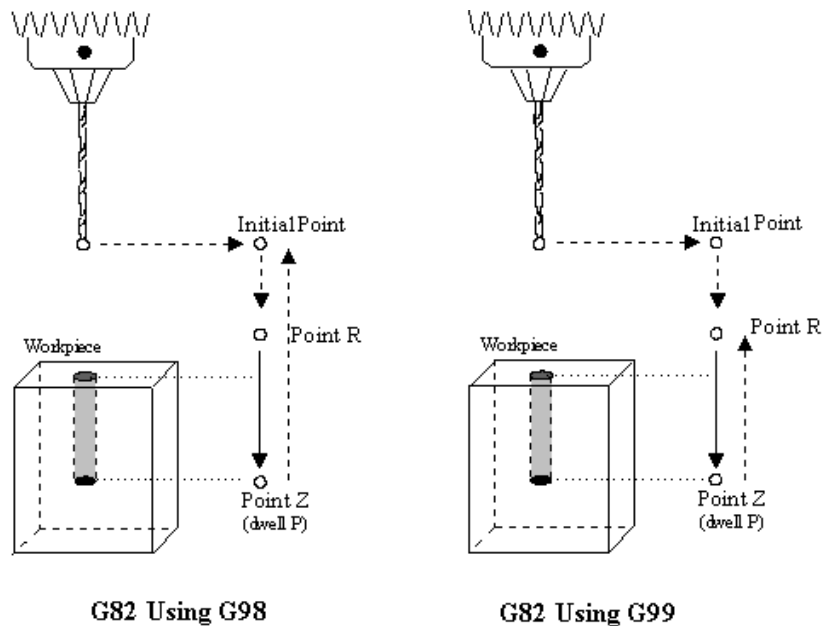 Initial Point
Point R
Workpiece
Point Z
(dwell P)
G82 Using G98
Initial Point
Point R
Workpiece
Point Z
(dwell P)
G82 Using G99